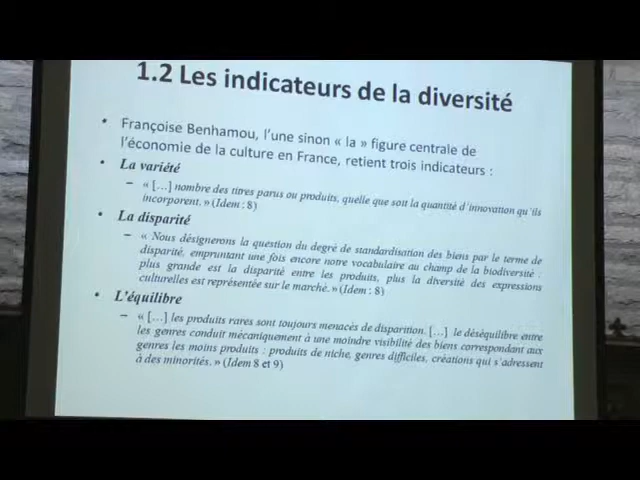 1.2 Les indicateurs de la diversité
• Françoise Benhamou, l'une sinon « la » figure centrale de
l'économie de la culture en France, retient trois indicateurs :
• La variété
– « […] nombre des titres parus ou produits, quelle que soit la quantité d'innovation qu'ils
incorporent. » (Idem : 8)
• La disparité
– « Nous désignerons la question du degré de standardisation des biens par le terme de
disparité, empruntant une fois encore notre vocabulaire au champ de la biodiversité :
plus grande est la disparité entre les produits, plus la diversité des expressions
culturelles est représentée sur le marché. » (Idem : 8)
• L'équilibre
– « […] les produits rares sont toujours menacés de disparition. […] le déséquilibre entre
les genres conduit mécaniquement à une moindre visibilité des biens correspondant aux
genres les moins produits : produits de niche, genres difficiles, créations qui s'adressent
à des minorités. » (Idem 8 et 9)